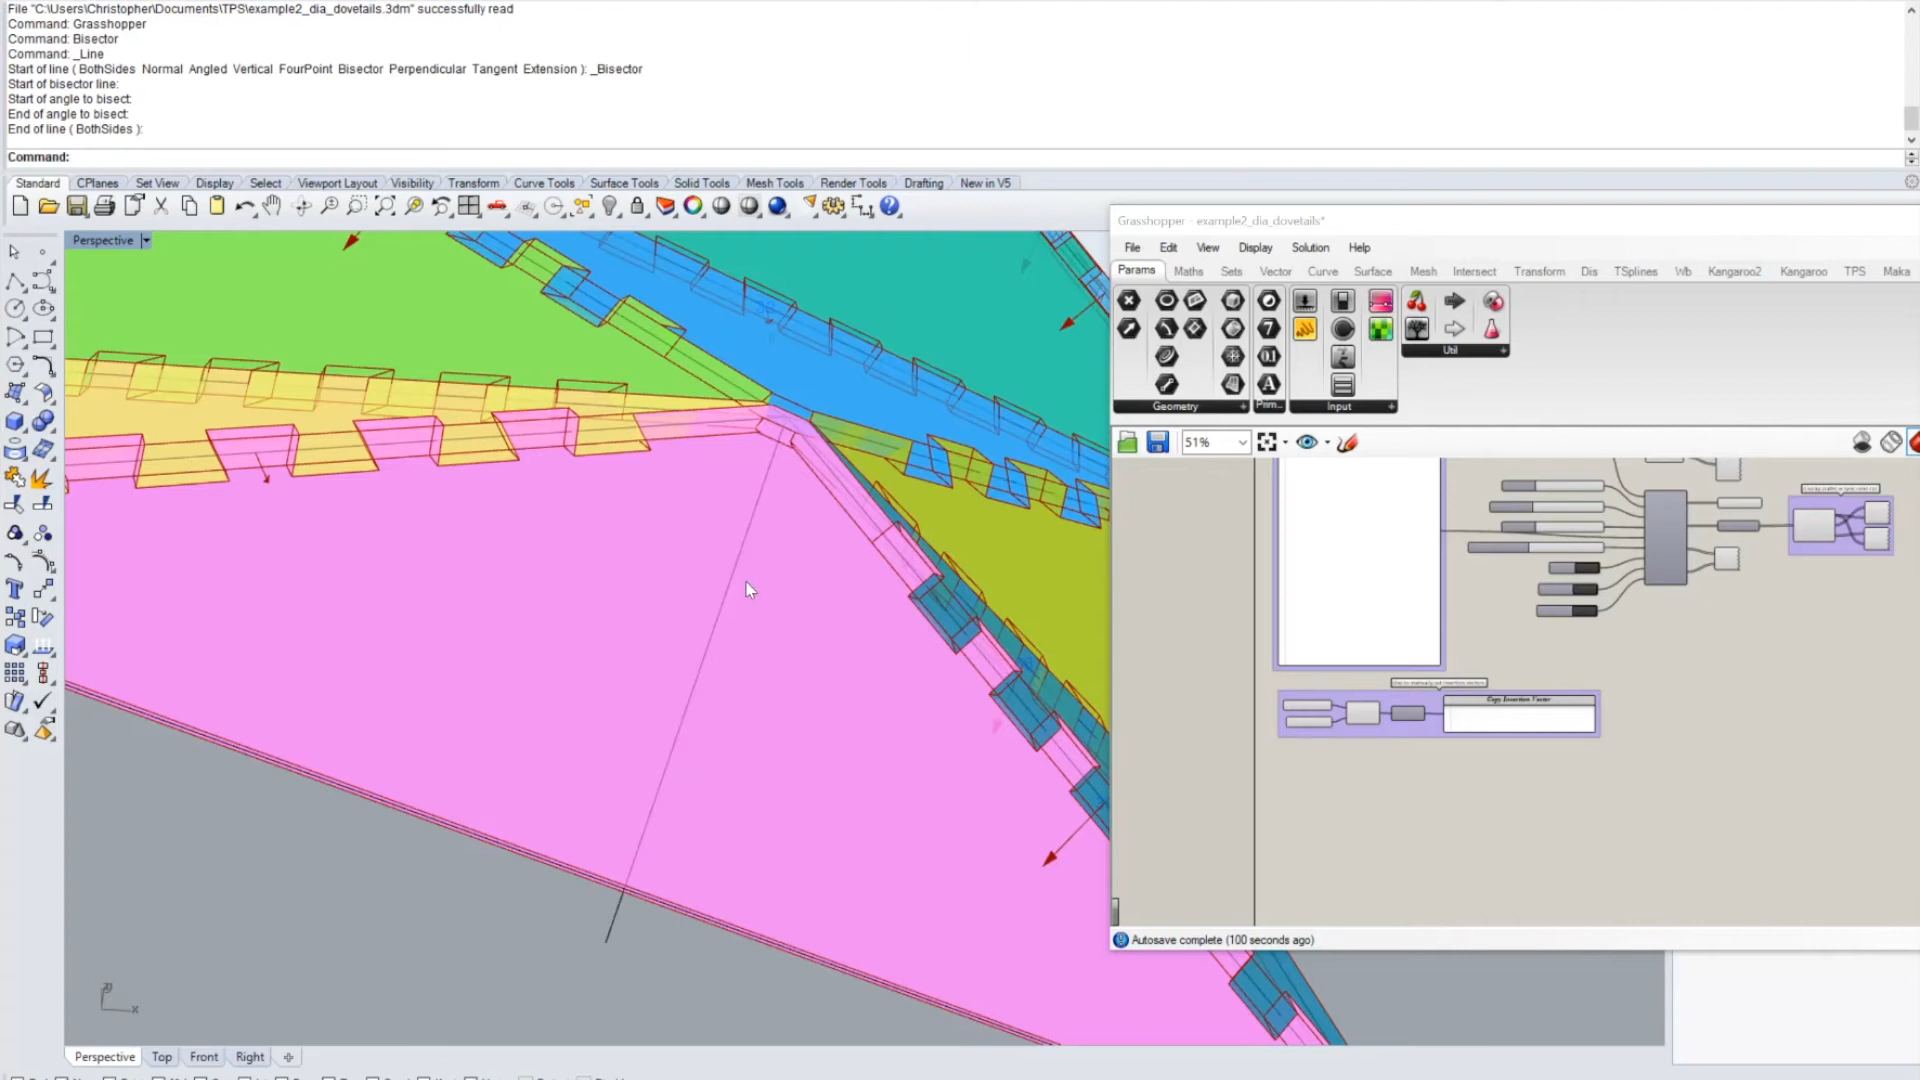 File "C:\Users\Christopher\Documents\TPS\example2_dia_dovetails.3dm" successfully read
Command: Grasshopper
Command: Bisector
Command: _Line
Start of line ( BothSides  Normal  Angled  Vertical  FourPoint  Bisector  Perpendicular  Tangent  Extension ): _Bisector
Start of bisector line:
Start of angle to bisect:
End of angle to bisect:
End of line ( BothSides ):
Command:
Standard CPlanes Set View Display Select Viewport Layout Visibility Transform Curve Tools Surface Tools Solid Tools Mesh Tools Render Tools Drafting New in V5
Perspective
Grasshopper - example2_dia_dovetails*
File Edit View Display Solution Help
Params Maths Sets Vector Curve Surface Mesh Intersect Transform Dis TSplines Wb Kangaroo2 Kangaroo TPS Maka
Geometry Prim... Input Util
51%
Copy Insertion Vector
Autosave complete (100 seconds ago)
x
Perspective Top Front Right